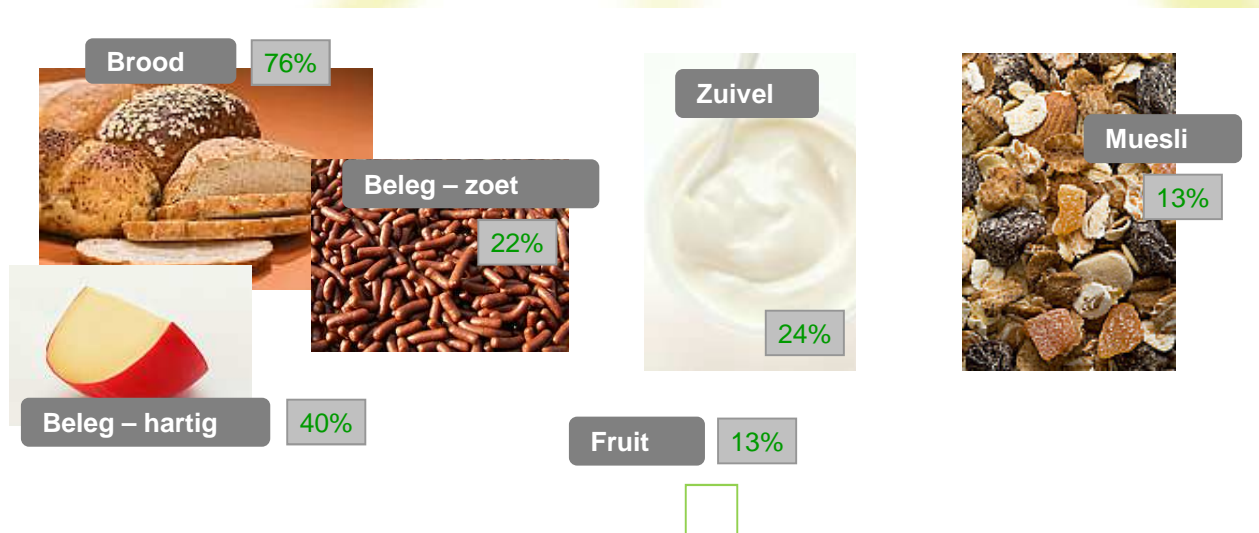 Brood
76%
Beleg – zoet
22%
Beleg – hartig
40%
Zuivel
24%
Muesli
13%
Fruit
13%